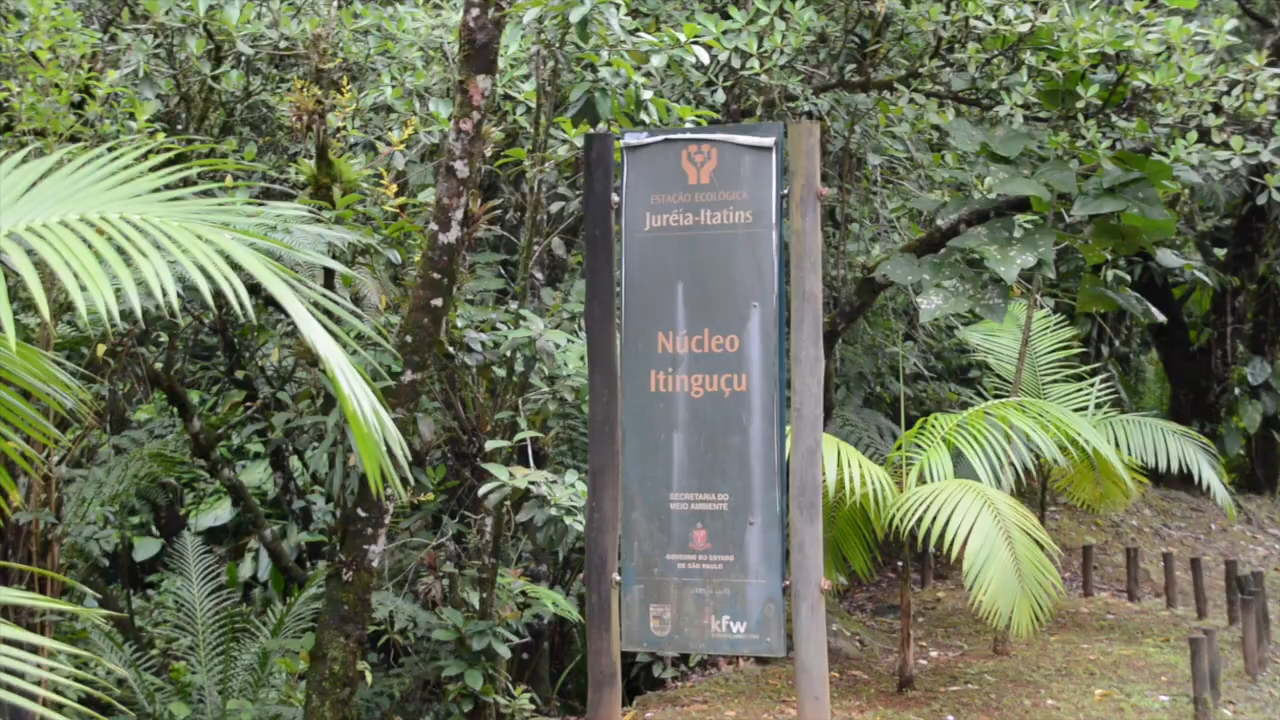 ESTAÇÃO ECOLÓGICA
Juréia-Itatins
Núcleo
Itinguçu
SECRETARIA DO
MEIO AMBIENTE
GOVERNO DO ESTADO
DE SÃO PAULO
kfw